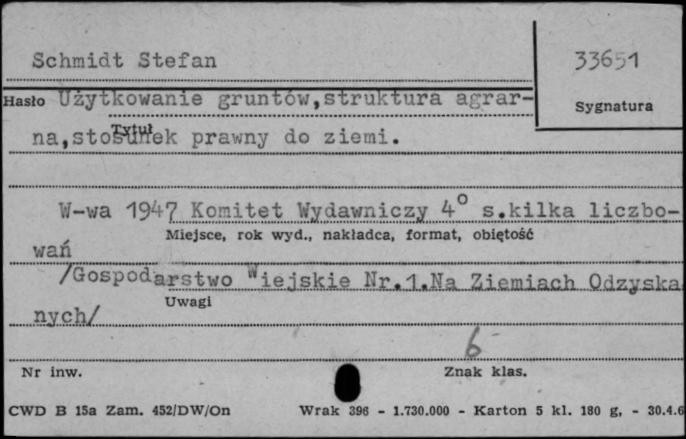 Schmidt Stefan
33651
Hasło Użytkowanie gruntów,struktura agrar-
Sygnatura
Tytuł
na,stosunek prawny do ziemi.
W-wa 1947 Komitet Wydawniczy 4° s.kilka liczbo-
Miejsce, rok wyd., nakładca, format, objętość
wań
/Gospodarstwo Wiejskie Nr.1.Na Ziemiach Odzyska
Uwagi
nych/
6
Nr inw.
Znak klas.
CWD B 15a Zam. 452/DW/On Wrak 396 - 1.730.000 - Karton 5 kl. 180 g, - 30.4.6